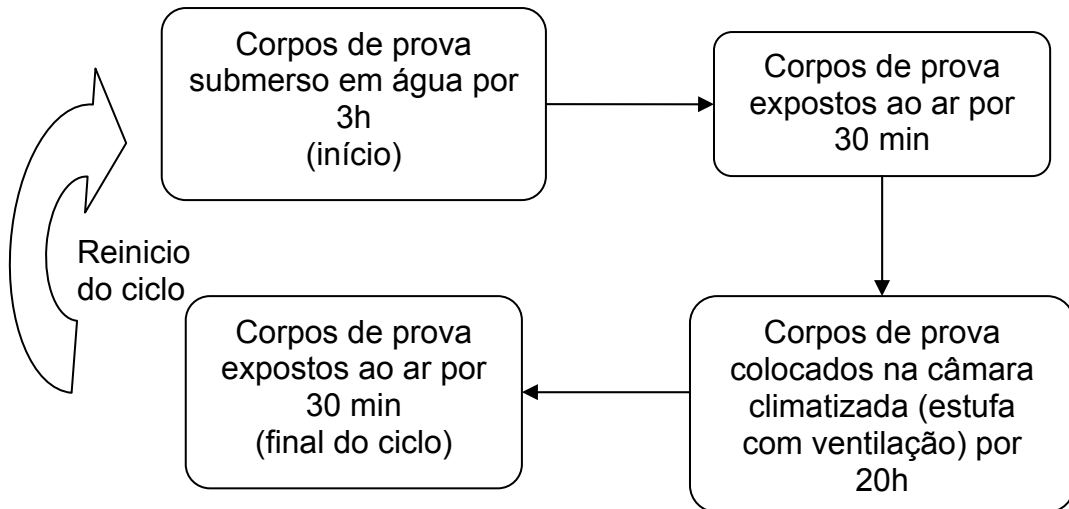 Corpos de prova
submerso em água por
3h
(início)
Corpos de prova
expostos ao ar por
30 min
Corpos de prova
colocados na câmara
climatizada (estufa
com ventilação) por
20h
Corpos de prova
expostos ao ar por
30 min
(final do ciclo)
Reinicio
do ciclo